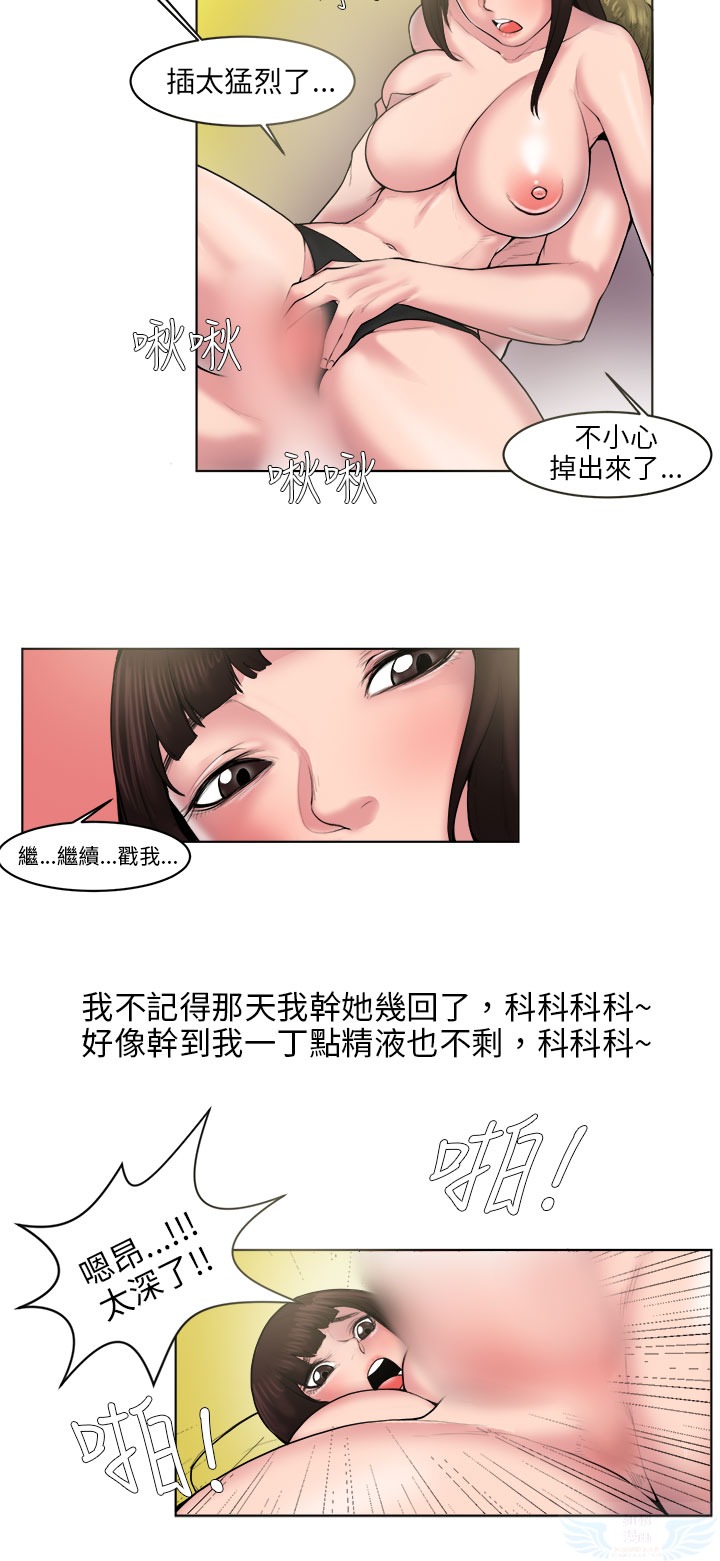 插太猛烈了...
啾啾
不小心
掉出來了...
啾啾
繼...繼續...戳我...
我不記得那天我幹她幾回了，科科科科~
好像幹到我一丁點精液也不剩，科科科~
啪!
嗯昂...!!!
太深了!!
啪!